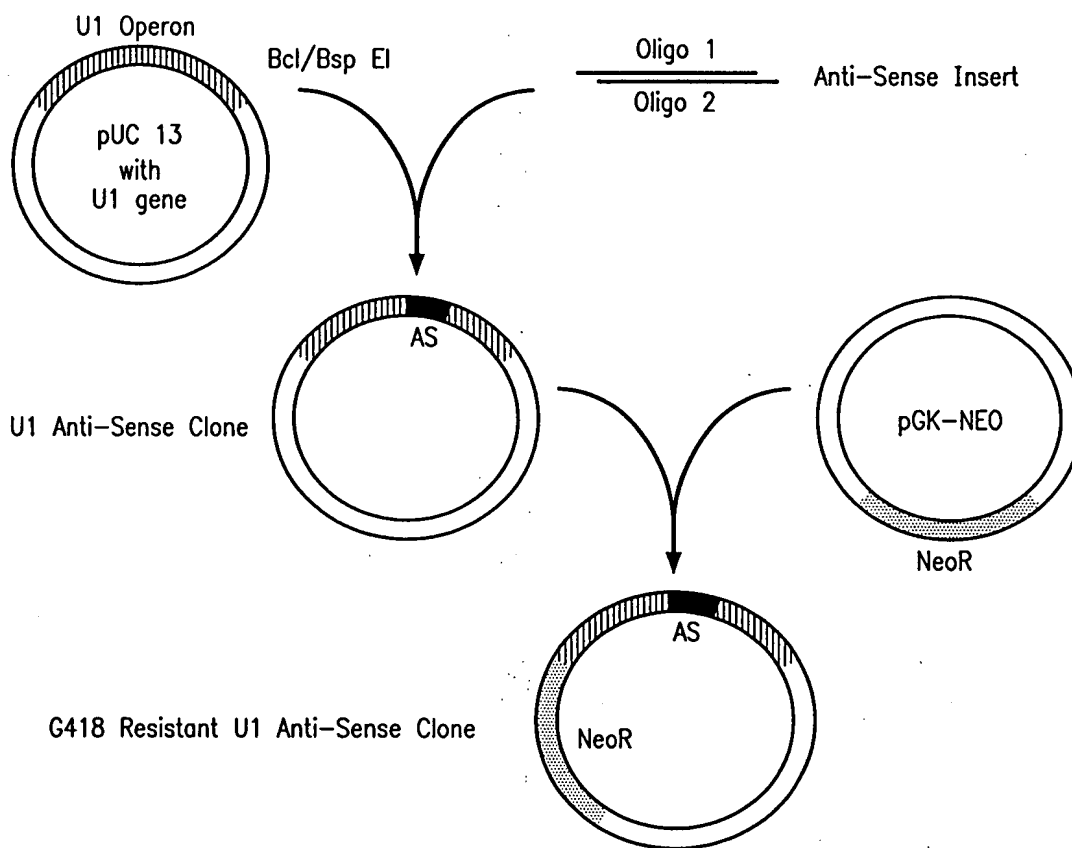 U1 Operon
Bcl/Bsp EI
Oligo 1
Oligo 2
Anti-Sense Insert
pUC 13
with
U1 gene
AS
U1 Anti-Sense Clone
pGK-NEO
NeoR
AS
G418 Resistant U1 Anti-Sense Clone
NeoR